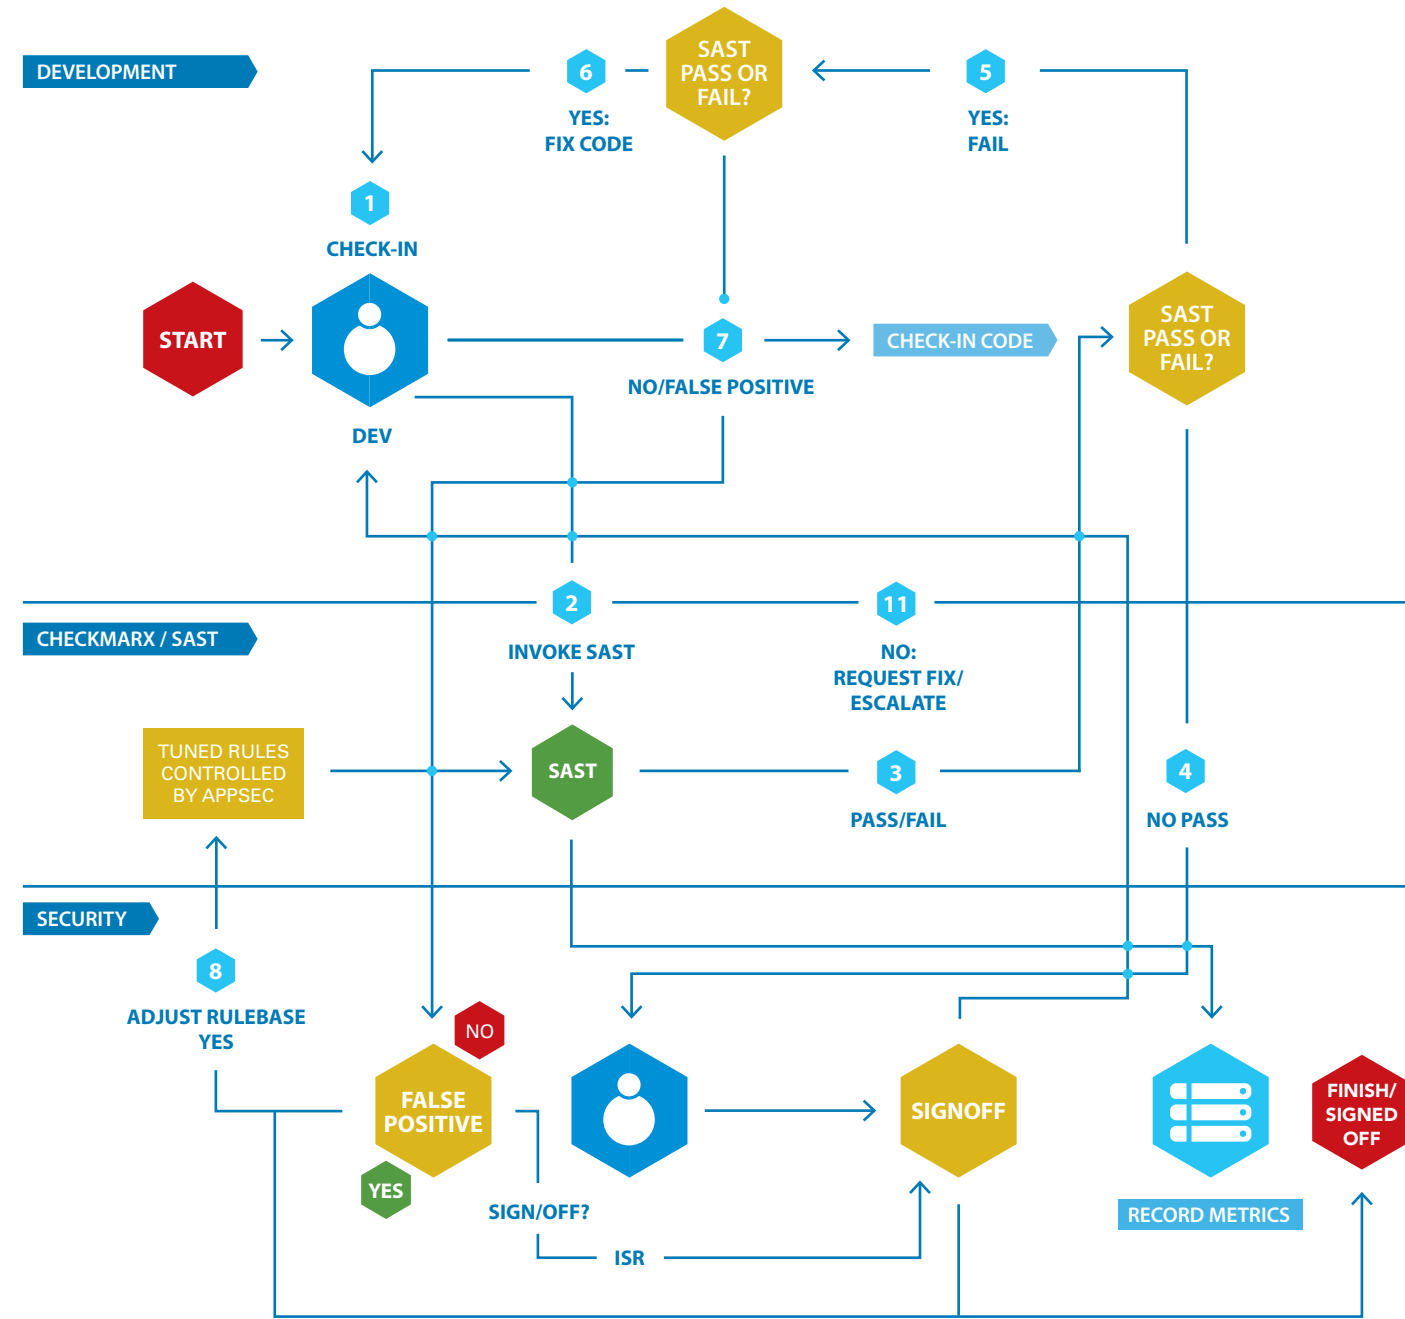 DEVELOPMENT
6
YES:
FIX CODE
SAST
PASS OR
FAIL?
5
YES:
FAIL
1
CHECK-IN
START
DEV
7
NO/FALSE POSITIVE
CHECK-IN CODE
SAST
PASS OR
FAIL?
2
INVOKE SAST
11
NO:
REQUEST FIX/
ESCALATE
CHECKMARX / SAST
TUNED RULES
CONTROLLED
BY APPSEC
SAST
3
PASS/FAIL
4
NO PASS
SECURITY
8
ADJUST RULEBASE
YES
NO
FALSE
POSITIVE
YES
SIGN/OFF?
ISR
SIGNOFF
RECORD METRICS
FINISH/
SIGNED
OFF